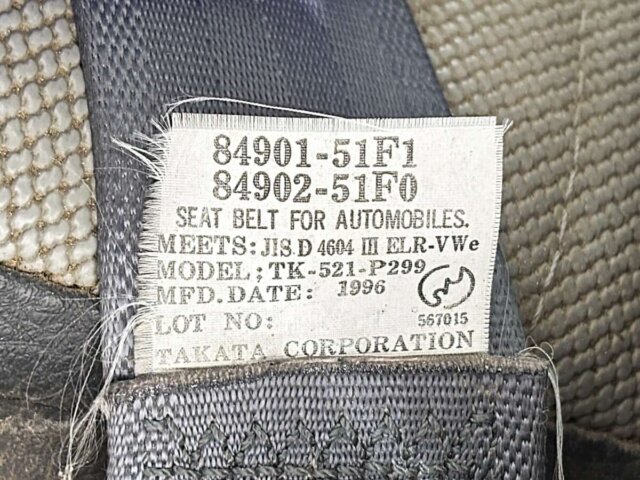 84901-51F1
84902-51F0
SEAT BELT FOR AUTOMOBILES.
MEETS: JIS D 4604 III ELR-VWe
MODEL; TK-521-P299
MFD. DATE: 1996
LOT NO: 567015
TAKATA CORPORATION